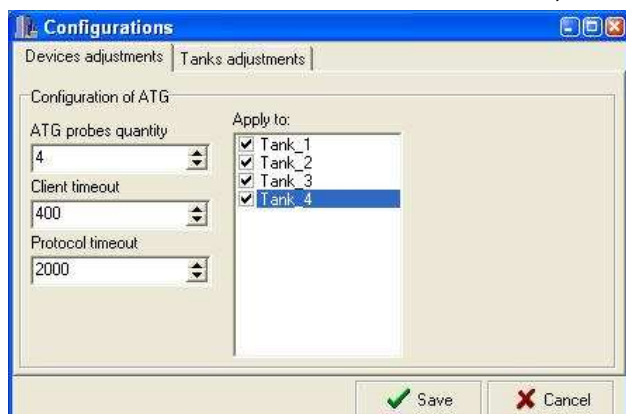 Configurations
Devices adjustments
Tanks adjustments
Configuration of ATG
ATG probes quantity
4
Client timeout
400
Protocol timeout
2000
Apply to:
Tank_1
Tank_2
Tank_3
Tank_4
Save
Cancel